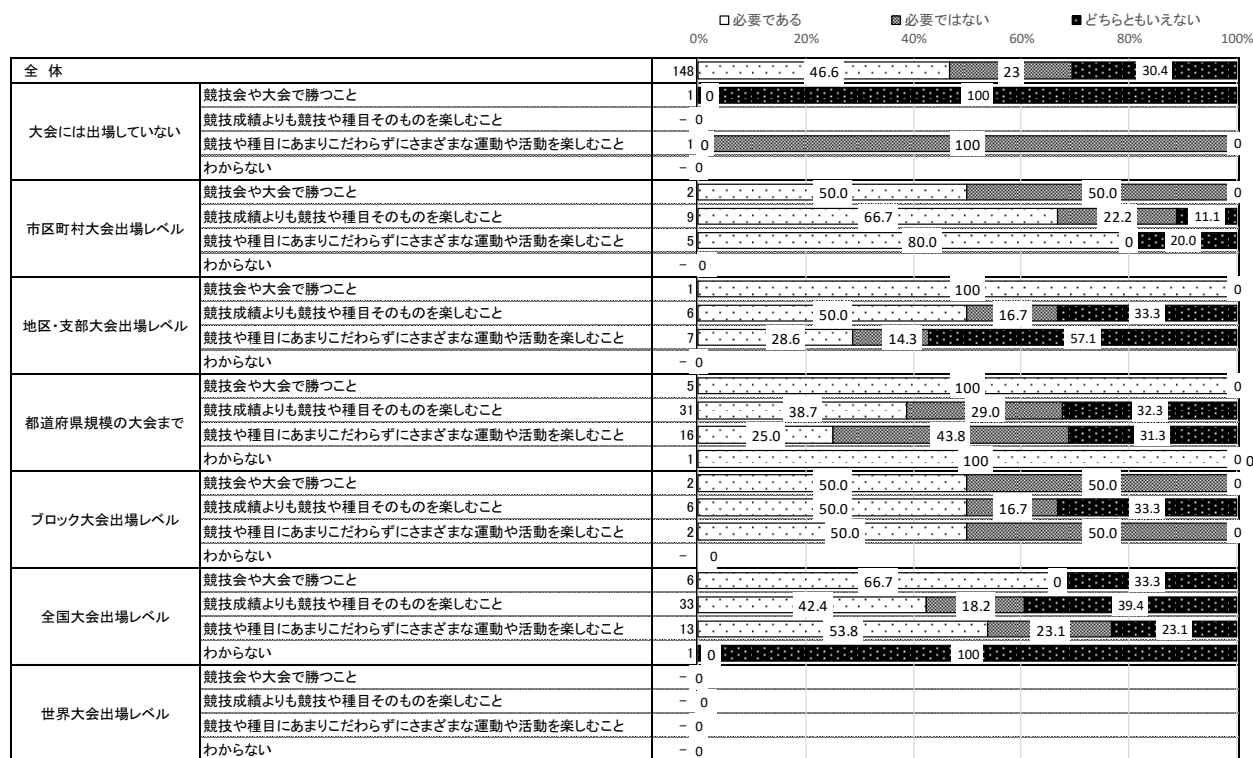 □必要である ▩必要ではない ■どちらともいえない
0% 20% 40% 60% 80% 100%
全 体 148 46.6 23 30.4
大会には出場していない
競技会や大会で勝つこと 1 0 100
競技成績よりも競技や種目そのものを楽しむこと － 0
競技や種目にあまりこだわらずにさまざまな運動や活動を楽しむこと 1 0 100 0
わからない － 0
市区町村大会出場レベル
競技会や大会で勝つこと 2 50.0 50.0 0
競技成績よりも競技や種目そのものを楽しむこと 9 66.7 22.2 11.1
競技や種目にあまりこだわらずにさまざまな運動や活動を楽しむこと 5 80.0 0 20.0
わからない － 0
地区・支部大会出場レベル
競技会や大会で勝つこと 1 100 0
競技成績よりも競技や種目そのものを楽しむこと 6 50.0 16.7 33.3
競技や種目にあまりこだわらずにさまざまな運動や活動を楽しむこと 7 28.6 14.3 57.1
わからない － 0
都道府県規模の大会まで
競技会や大会で勝つこと 5 100 0
競技成績よりも競技や種目そのものを楽しむこと 31 38.7 29.0 32.3
競技や種目にあまりこだわらずにさまざまな運動や活動を楽しむこと 16 25.0 43.8 31.3
わからない 1 100 0 0
ブロック大会出場レベル
競技会や大会で勝つこと 2 50.0 50.0 0
競技成績よりも競技や種目そのものを楽しむこと 6 50.0 16.7 33.3
競技や種目にあまりこだわらずにさまざまな運動や活動を楽しむこと 2 50.0 50.0 0
わからない － 0
全国大会出場レベル
競技会や大会で勝つこと 6 66.7 0 33.3
競技成績よりも競技や種目そのものを楽しむこと 33 42.4 18.2 39.4
競技や種目にあまりこだわらずにさまざまな運動や活動を楽しむこと 13 53.8 23.1 23.1
わからない 1 0 100
世界大会出場レベル
競技会や大会で勝つこと － 0
競技成績よりも競技や種目そのものを楽しむこと － 0
競技や種目にあまりこだわらずにさまざまな運動や活動を楽しむこと － 0
わからない － 0